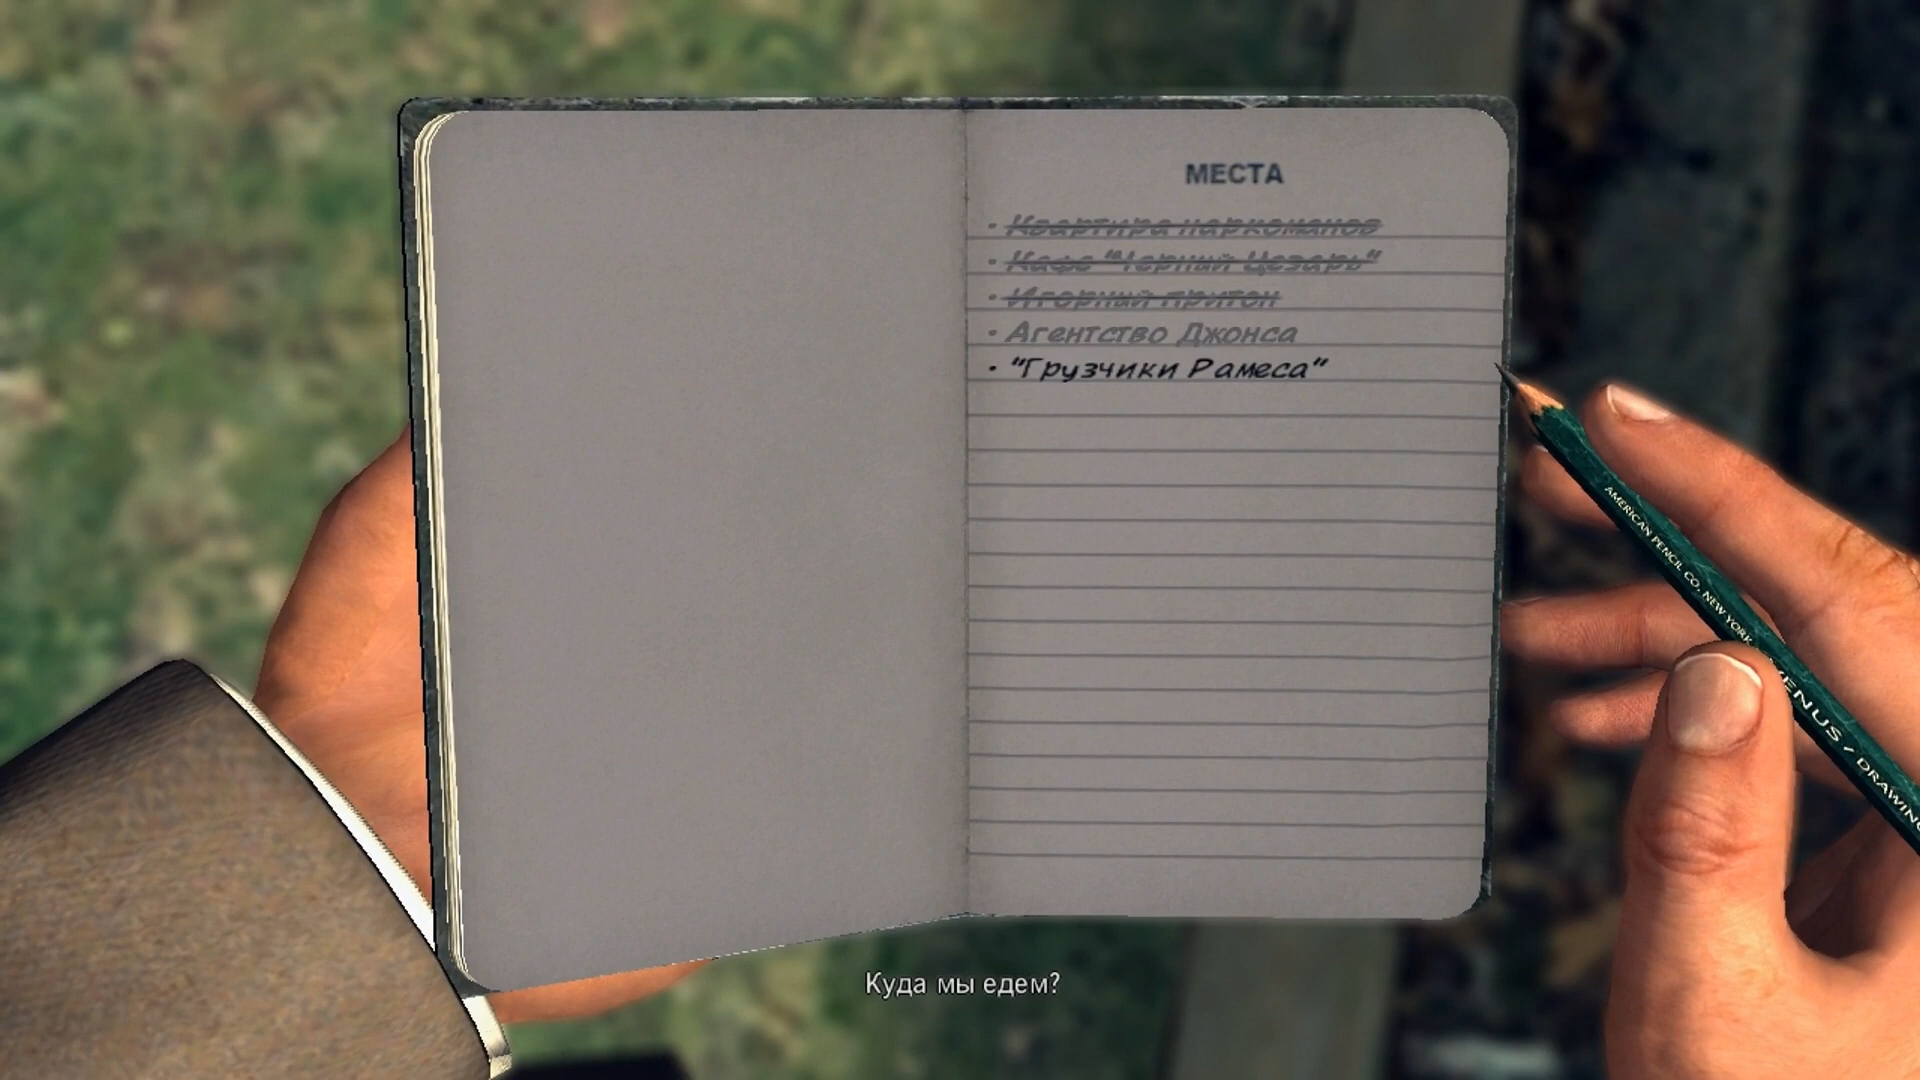 МЕСТА
· Квартира наркоманов
· Кафе "Черный Цезарь"
· Игорный притон
· Агентство Джонса
· "Грузчики Рамеса"
AMERICAN PENCIL CO. NEW YORK
VENUS / DRAWING
Куда мы едем?